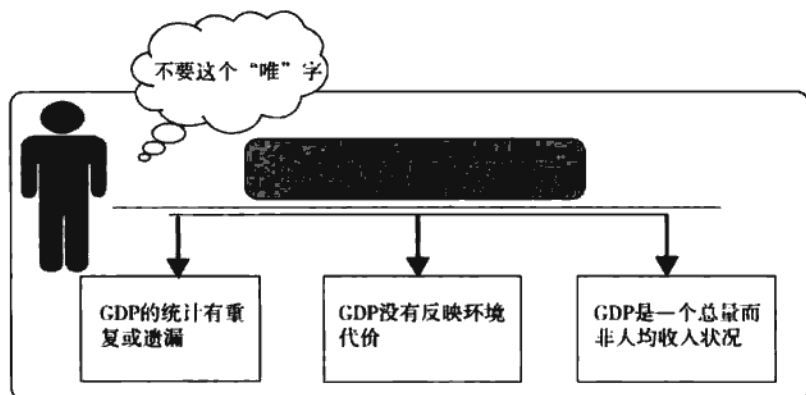 不要这个“唯”字
GDP的统计有重
复或遗漏
GDP没有反映环境
代价
GDP是一个总量而
非人均收入状况